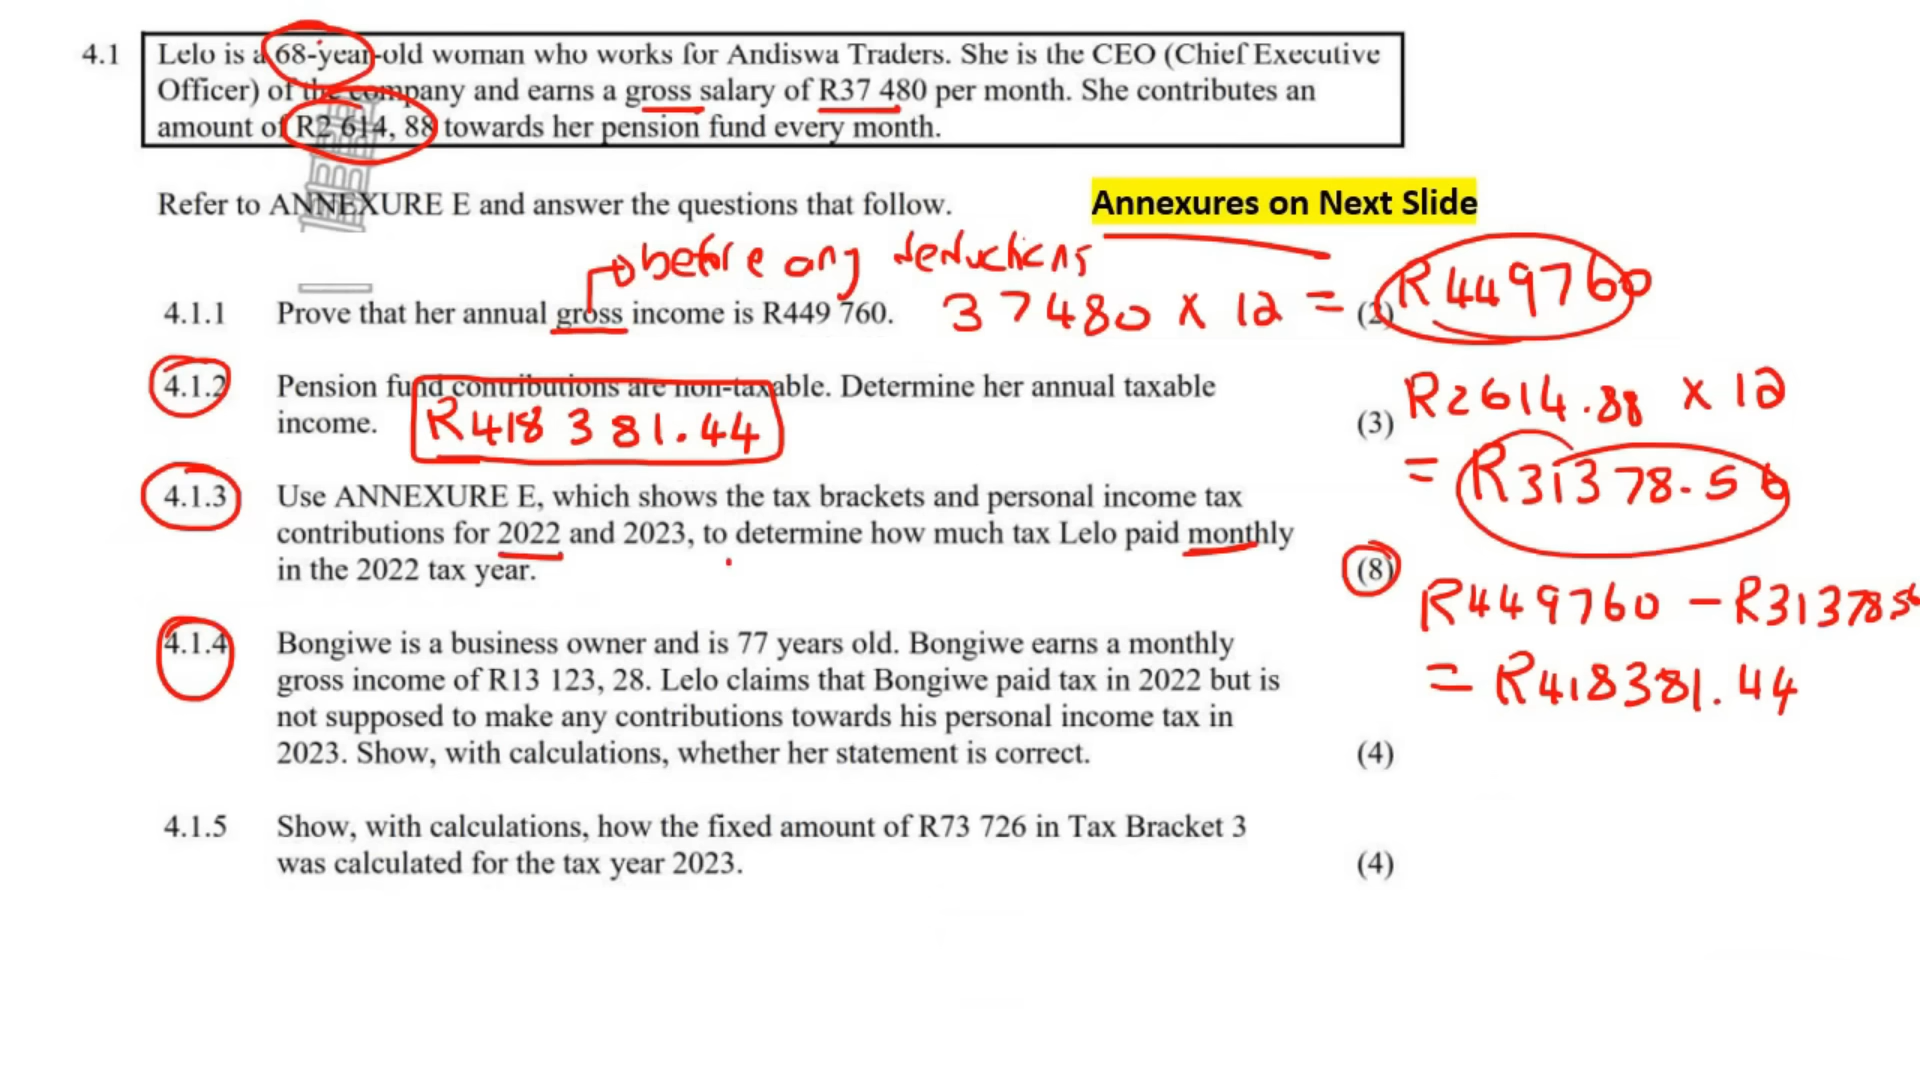 4.1 Lelo is a 68-year-old woman who works for Andiswa Traders. She is the CEO (Chief Executive
Officer) of the company and earns a gross salary of R37 480 per month. She contributes an
amount of R2 614, 88 towards her pension fund every month.
Refer to ANNEXURE E and answer the questions that follow.
Annexures on Next Slide
before any deductions
4.1.1 Prove that her annual gross income is R449 760. (2)
37480 x 12 = R449760
4.1.2 Pension fund contributions are non-taxable. Determine her annual taxable
income. (3)
R418 381.44
R2614.88 x 12
= R31378.56
4.1.3 Use ANNEXURE E, which shows the tax brackets and personal income tax
contributions for 2022 and 2023, to determine how much tax Lelo paid monthly
in the 2022 tax year. (8)
R449760 - R3137856
= R418381.44
4.1.4 Bongiwe is a business owner and is 77 years old. Bongiwe earns a monthly
gross income of R13 123, 28. Lelo claims that Bongiwe paid tax in 2022 but is
not supposed to make any contributions towards his personal income tax in
2023. Show, with calculations, whether her statement is correct. (4)
4.1.5 Show, with calculations, how the fixed amount of R73 726 in Tax Bracket 3
was calculated for the tax year 2023. (4)